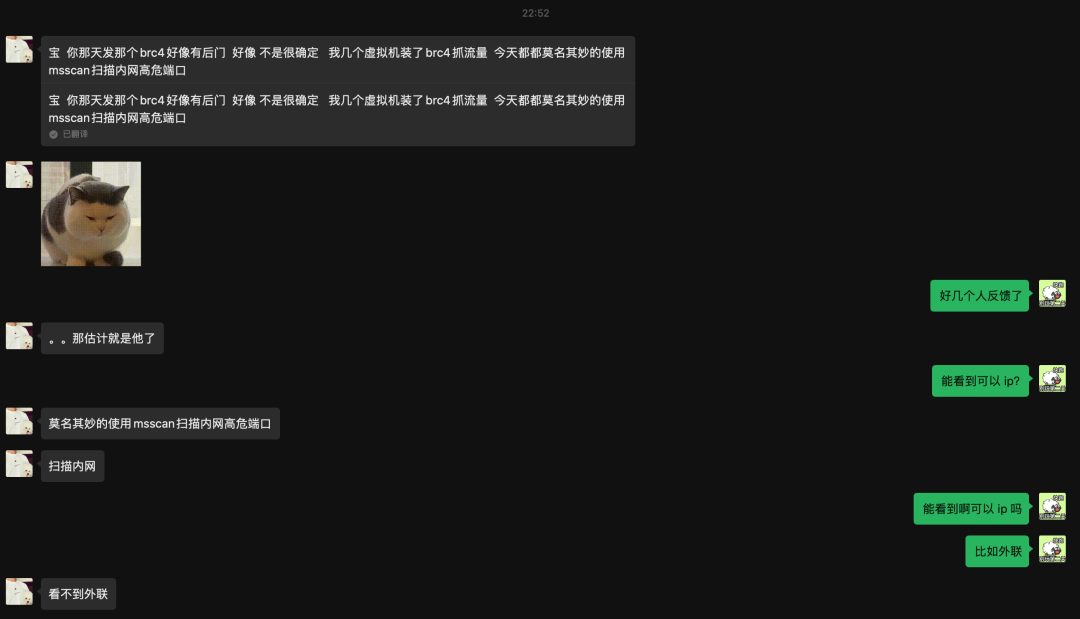 22:52
宝 你那天发那个brc4好像有后门 好像 不是很确定 我几个虚拟机装了brc4抓流量 今天都都莫名其妙的使用
msscan扫描内网高危端口
宝 你那天发那个brc4好像有后门 好像 不是很确定 我几个虚拟机装了brc4抓流量 今天都都莫名其妙的使用
msscan扫描内网高危端口
已翻译
好几个人反馈了
。。那估计就是他了
能看到可以 ip?
莫名其妙的使用msscan扫描内网高危端口
扫描内网
能看到啊可以 ip 吗
比如外联
看不到外联